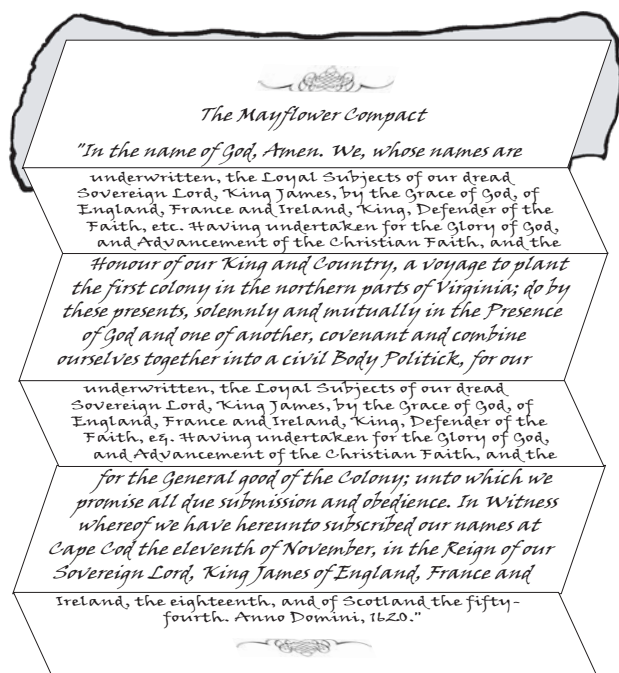 The Mayflower Compact
"In the name of God, Amen. We, whose names are
underwritten, the Loyal Subjects of our dread
Sovereign Lord, King James, by the Grace of God, of
England, France and Ireland, King, Defender of the
Faith, etc. Having undertaken for the Glory of God,
and Advancement of the Christian Faith, and the
Honour of our King and Country, a voyage to plant
the first colony in the northern parts of Virginia; do by
these presents, solemnly and mutually in the Presence
of God and one of another, covenant and combine
ourselves together into a civil Body Politick, for our
underwritten, the Loyal Subjects of our dread
Sovereign Lord, King James, by the Grace of God, of
England, France and Ireland, King, Defender of the
Faith, e&. Having undertaken for the Glory of God,
and Advancement of the Christian Faith, and the
for the General good of the Colony; unto which we
promise all due submission and obedience. In Witness
whereof we have hereunto subscribed our names at
Cape Cod the eleventh of November, in the Reign of our
Sovereign Lord, King James of England, France and
Ireland, the eighteenth, and of Scotland the fifty-
fourth. Anno Domini, 1620."